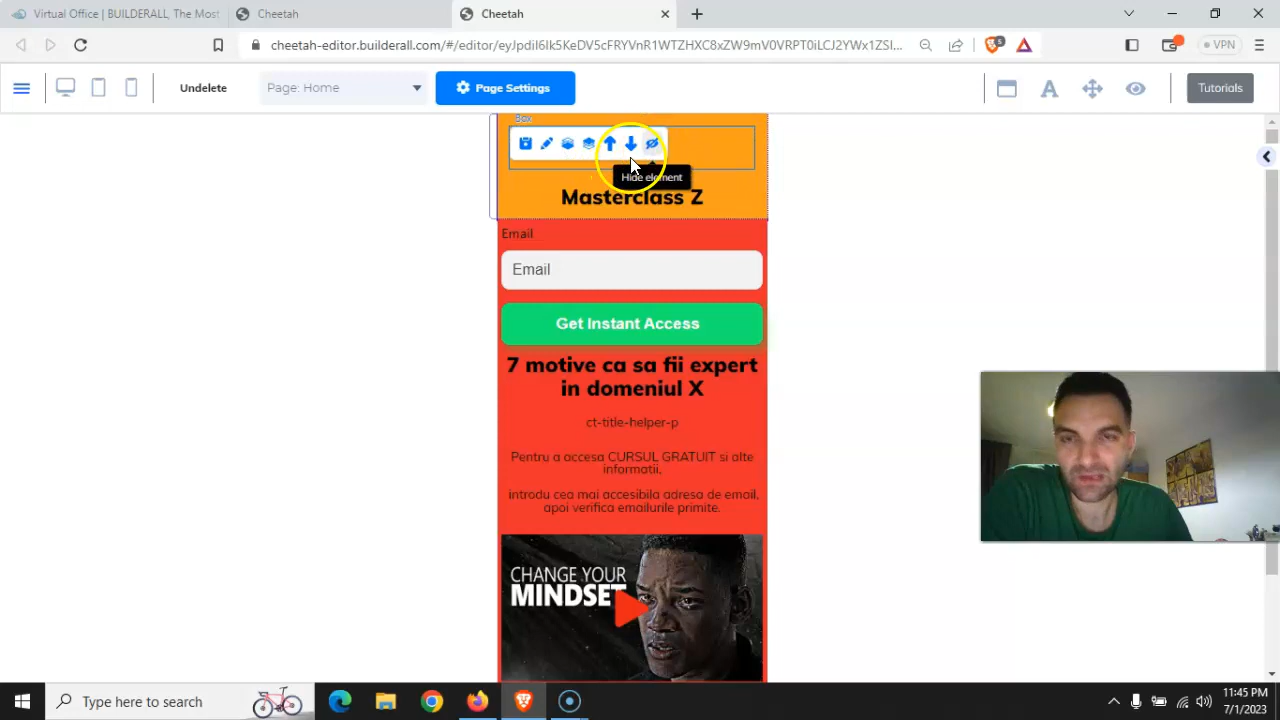 Virtual Office | BUILDERALL, The Most
Cheetah
Cheetah
cheetah-editor.builderall.com/#/editor/eyJpdiI6Ik5KeDV5cFRYVnR1WTZHXC8xZW9mV0VRPT0iLCJ2YWx1ZSI...
5
VPN
Undelete
Page: Home
Page Settings
Tutorials
Box
Hide element
Masterclass Z
Email
Email
Get Instant Access
7 motive ca sa fii expert
in domeniul X
ct-title-helper-p
Pentru a accesa CURSUL GRATUIT si alte
informatii,
introdu cea mai accesibila adresa de email,
apoi verifica emailurile primite.
CHANGE YOUR
MINDSET
Type here to search
11:45 PM
7/1/2023